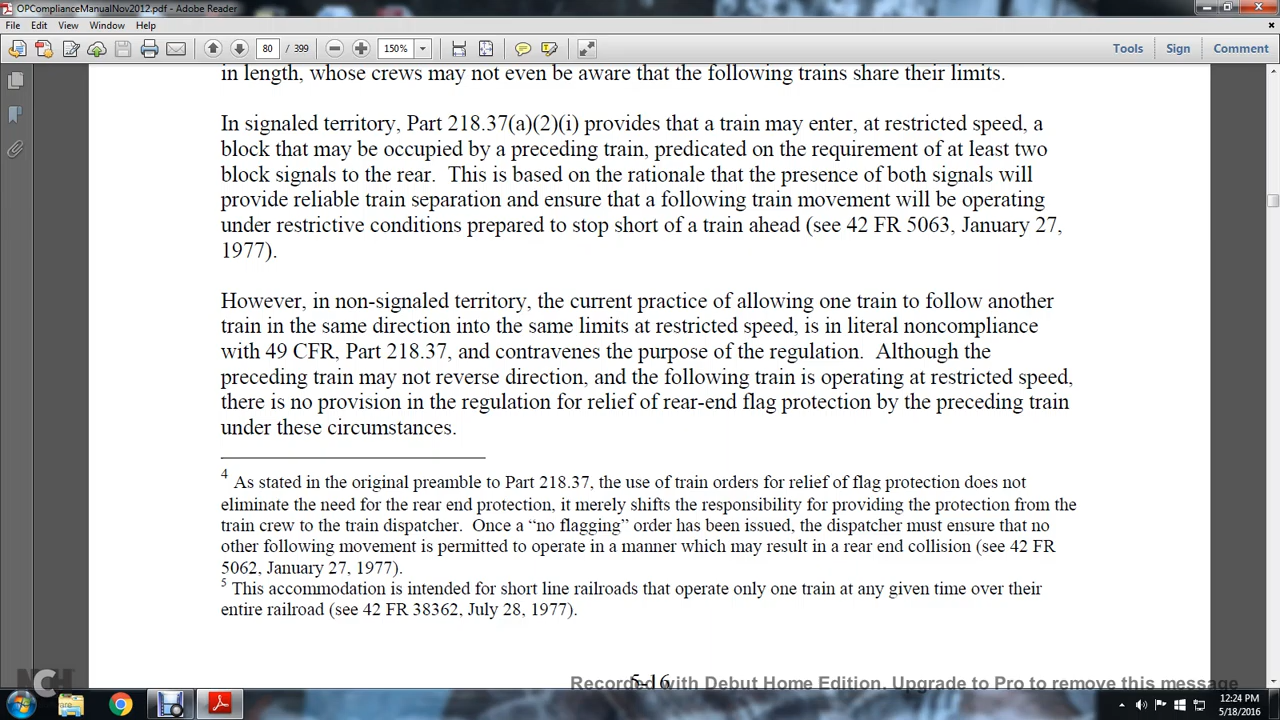 OPComplianceManualNov2012.pdf - Adobe Reader
File Edit View Window Help
80 / 399 150% Tools Sign Comment
in length, whose crews may not even be aware that the following trains share their limits.
In signaled territory, Part 218.37(a)(2)(i) provides that a train may enter, at restricted speed, a
block that may be occupied by a preceding train, predicated on the requirement of at least two
block signals to the rear.  This is based on the rationale that the presence of both signals will
provide reliable train separation and ensure that a following train movement will be operating
under restrictive conditions prepared to stop short of a train ahead (see 42 FR 5063, January 27,
1977).
However, in non-signaled territory, the current practice of allowing one train to follow another
train in the same direction into the same limits at restricted speed, is in literal noncompliance
with 49 CFR, Part 218.37, and contravenes the purpose of the regulation.  Although the
preceding train may not reverse direction, and the following train is operating at restricted speed,
there is no provision in the regulation for relief of rear-end flag protection by the preceding train
under these circumstances.
4 As stated in the original preamble to Part 218.37, the use of train orders for relief of flag protection does not
eliminate the need for the rear end protection, it merely shifts the responsibility for providing the protection from the
train crew to the train dispatcher.  Once a “no flagging” order has been issued, the dispatcher must ensure that no
other following movement is permitted to operate in a manner which may result in a rear end collision (see 42 FR
5062, January 27, 1977).
5 This accommodation is intended for short line railroads that operate only one train at any given time over their
entire railroad (see 42 FR 38362, July 28, 1977).
5-16
Recorded with Debut Home Edition. Upgrade to Pro to remove this message
NCH
12:24 PM
5/18/2016